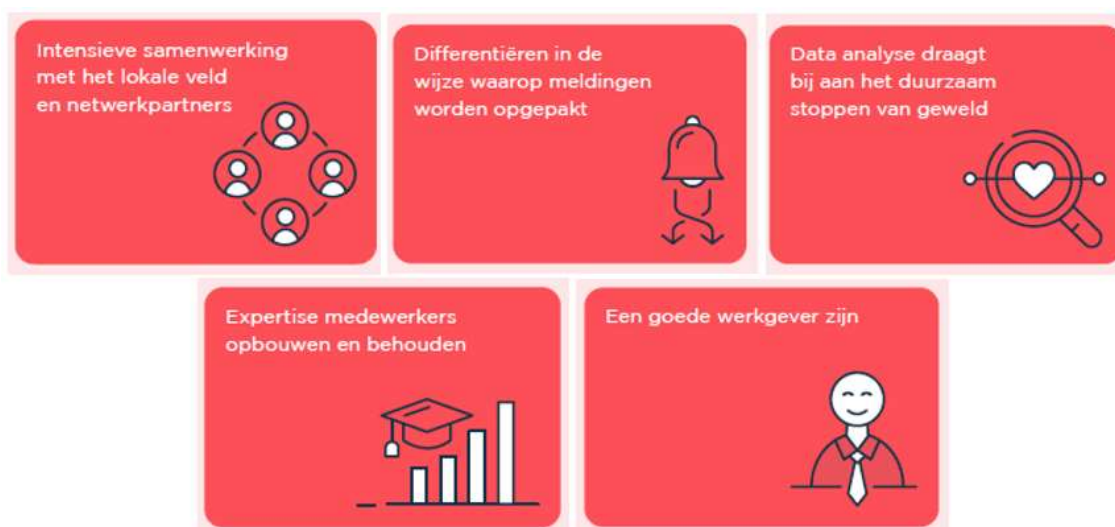 Intensieve samenwerking
met het lokale veld
en netwerkpartners
Differentiëren in de
wijze waarop meldingen
worden opgepakt
Data analyse draagt
bij aan het duurzaam
stoppen van geweld
Expertise medewerkers
opbouwen en behouden
Een goede werkgever zijn